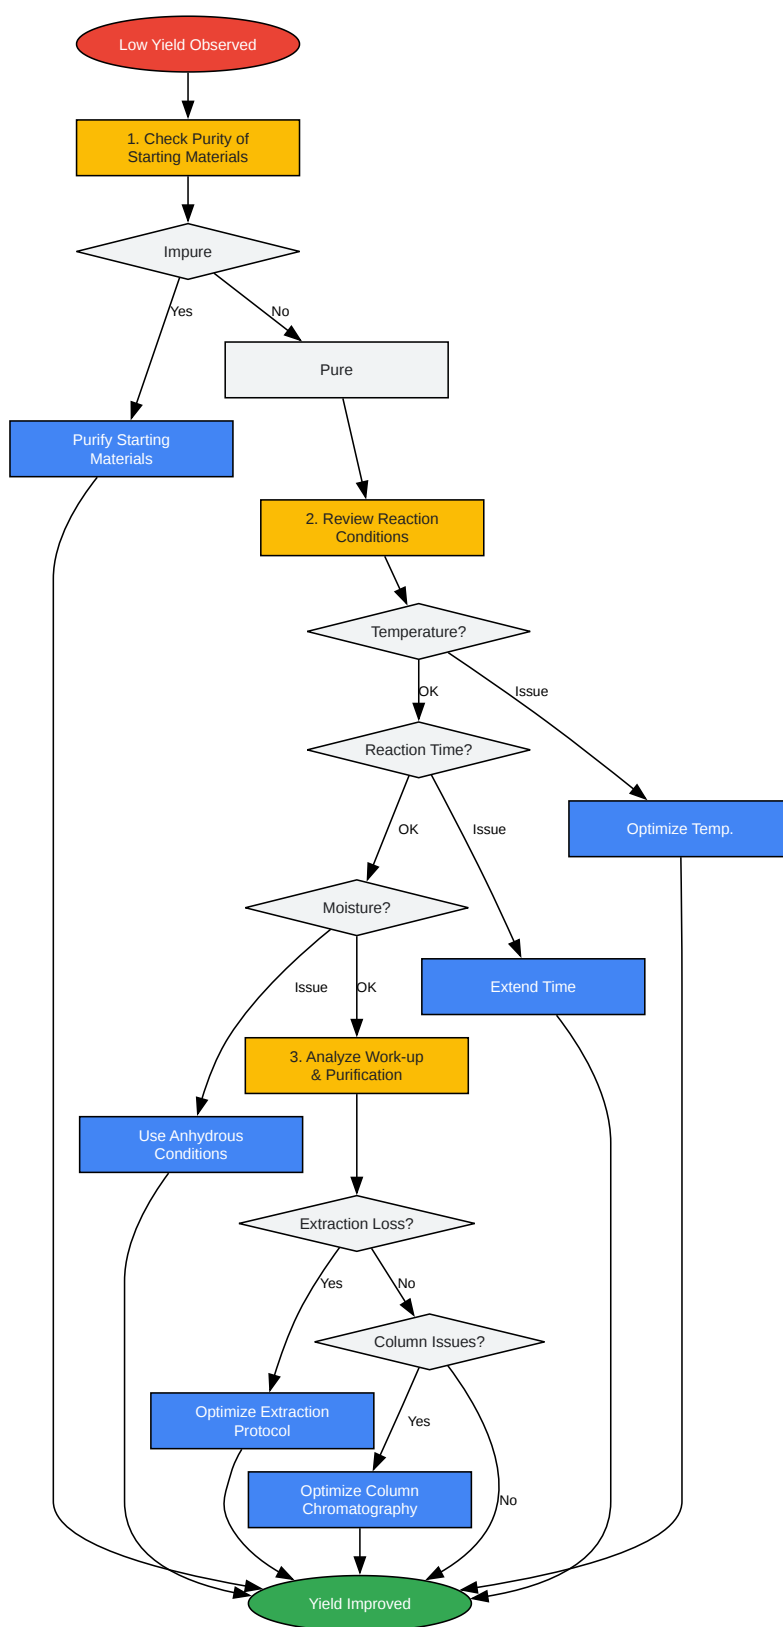 Low Yield Observed
1. Check Purity of
Starting Materials
Impure
Yes
No
Pure
Purify Starting
Materials
2. Review Reaction
Conditions
Temperature?
OK
Issue
Reaction Time?
Optimize Temp.
OK
Issue
Moisture?
Issue
OK
Extend Time
3. Analyze Work-up
& Purification
Use Anhydrous
Conditions
Extraction Loss?
Yes
No
Column Issues?
Optimize Extraction
Protocol
Yes
Optimize Column
Chromatography
No
Yield Improved